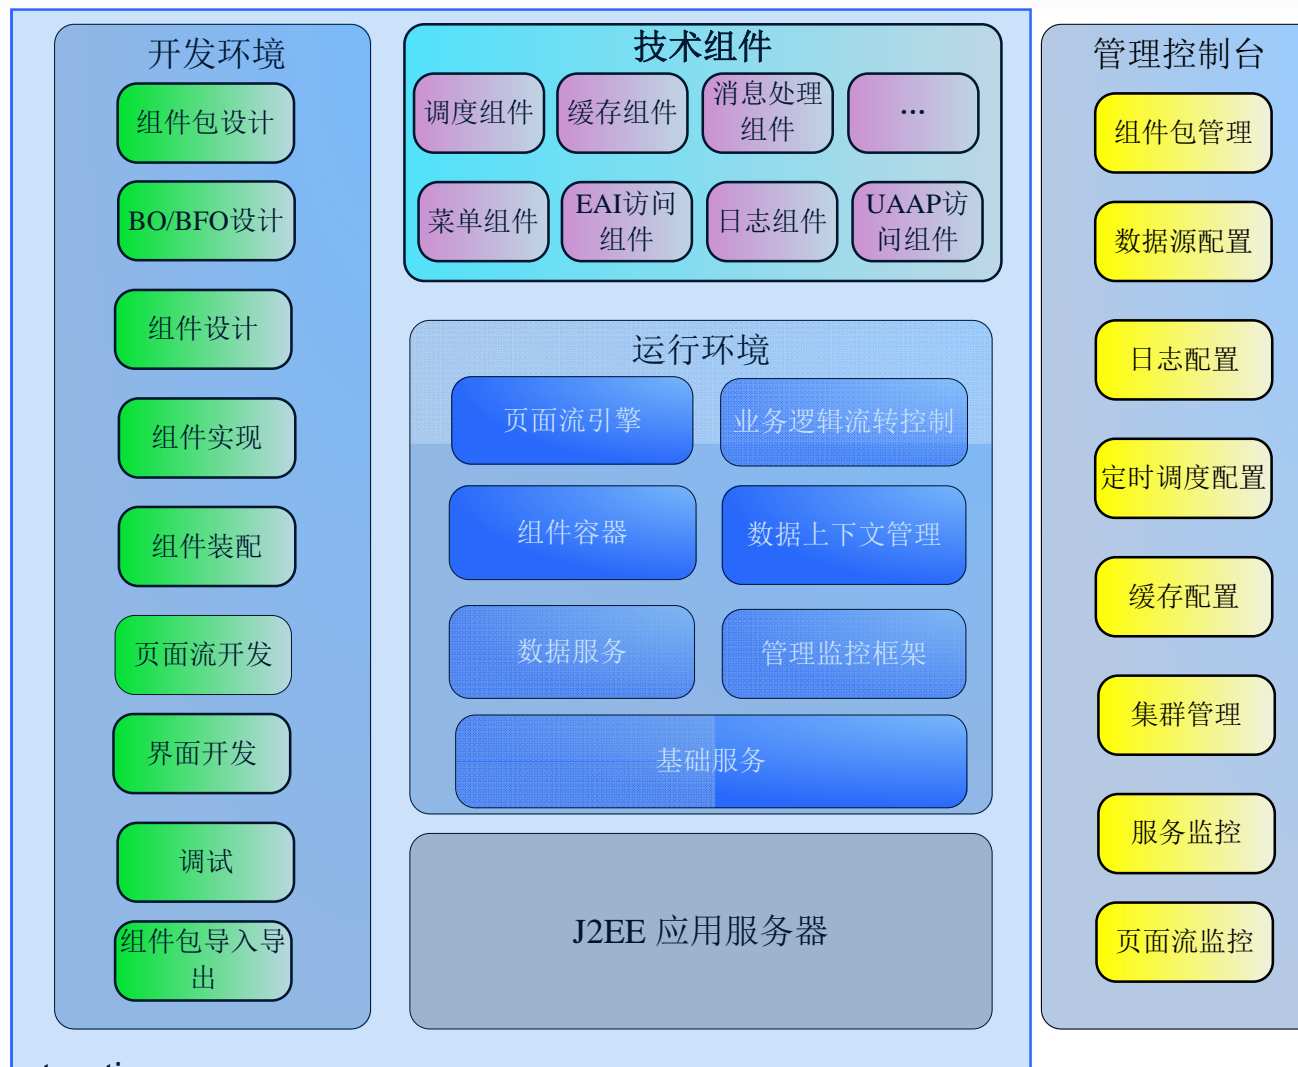 开发环境
组件包设计
BO/BFO设计
组件设计
组件实现
组件装配
页面流开发
界面开发
调试
组件包导入导
出
技术组件
调度组件
缓存组件
消息处理
组件
...
菜单组件
EAI访问
组件
日志组件
UAAP访
问组件
运行环境
页面流引擎
业务逻辑流转控制
组件容器
数据上下文管理
数据服务
管理监控框架
基础服务
J2EE 应用服务器
管理控制台
组件包管理
数据源配置
日志配置
定时调度配置
缓存配置
集群管理
服务监控
页面流监控